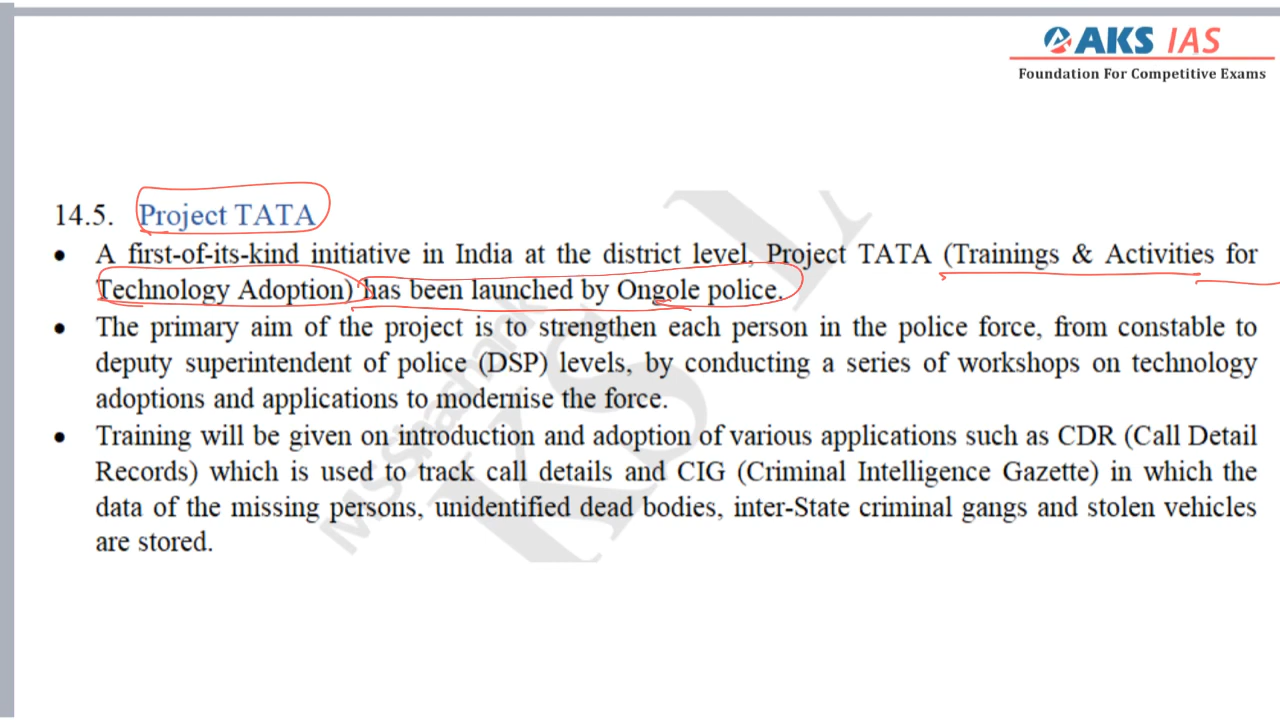 AKS IAS
Foundation For Competitive Exams
14.5. Project TATA
• A first-of-its-kind initiative in India at the district level, Project TATA (Trainings & Activities for
Technology Adoption) has been launched by Ongole police.
• The primary aim of the project is to strengthen each person in the police force, from constable to
deputy superintendent of police (DSP) levels, by conducting a series of workshops on technology
adoptions and applications to modernise the force.
• Training will be given on introduction and adoption of various applications such as CDR (Call Detail
Records) which is used to track call details and CIG (Criminal Intelligence Gazette) in which the
data of the missing persons, unidentified dead bodies, inter-State criminal gangs and stolen vehicles
are stored.